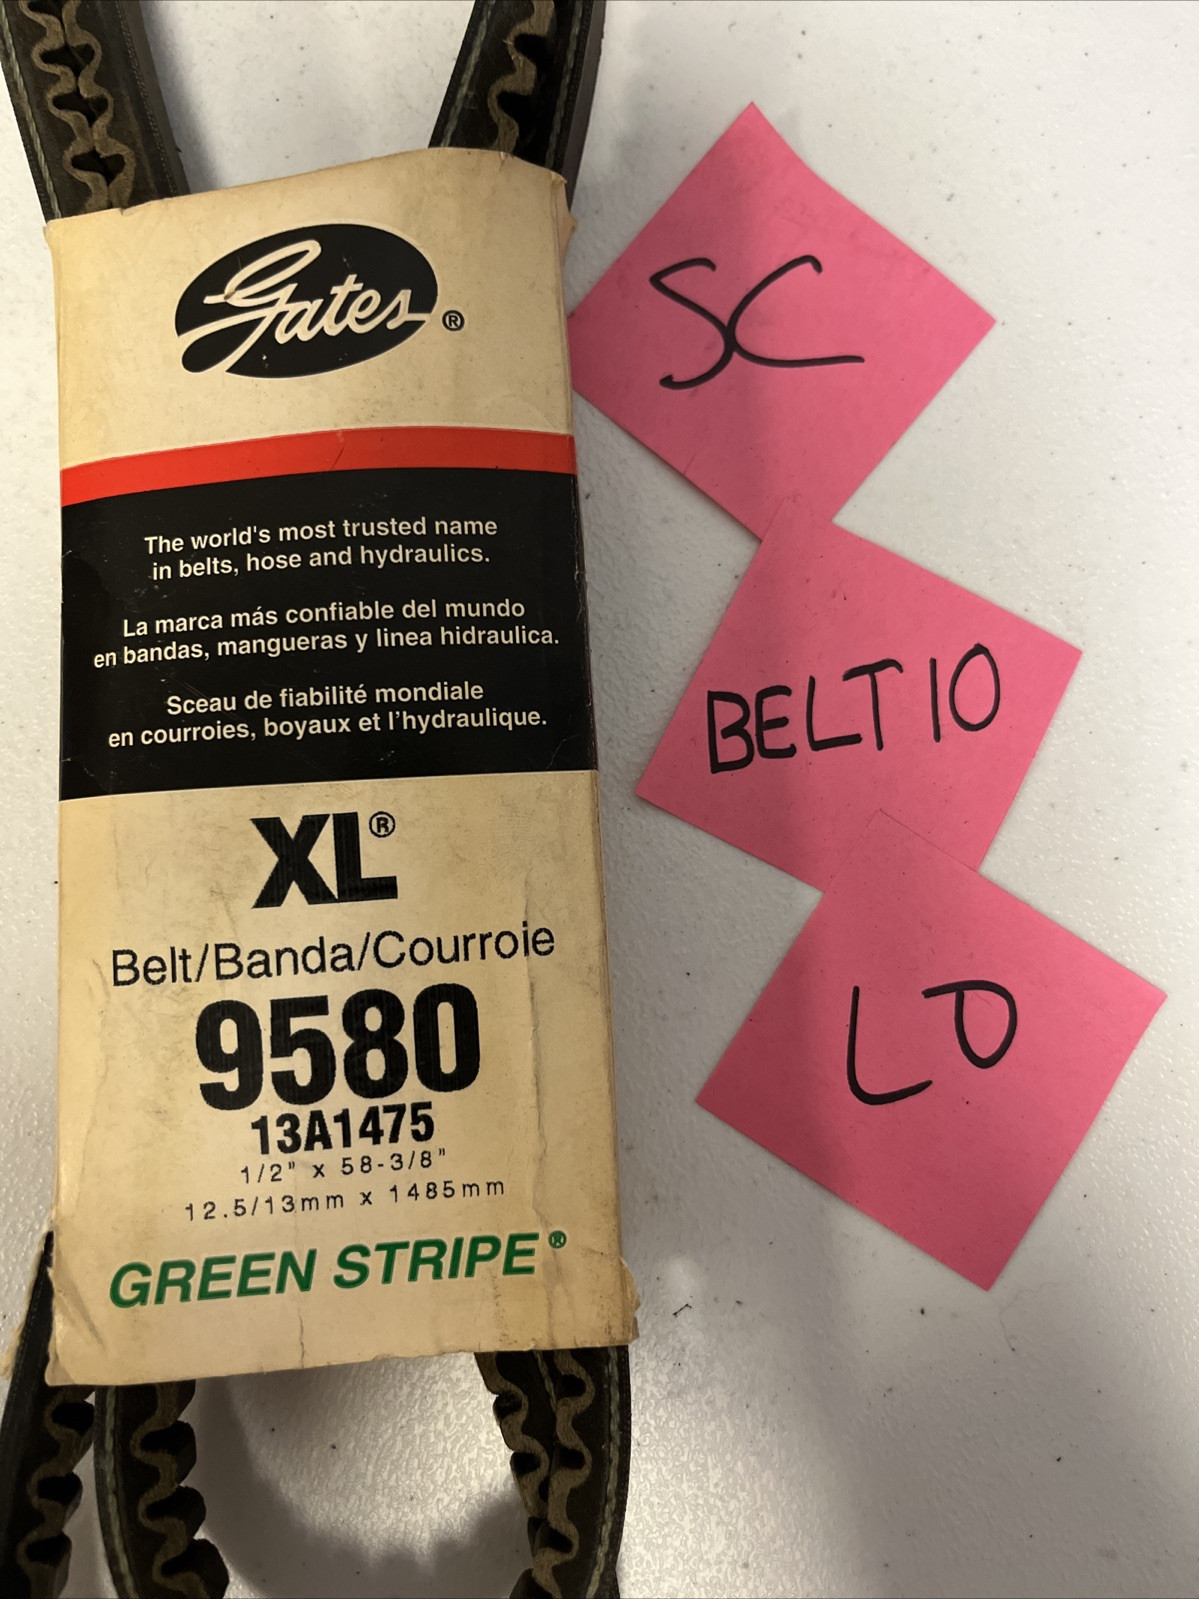 Gates®
The world's most trusted name
in belts, hose and hydraulics.
La marca más confiable del mundo
en bandas, mangueras y linea hidraulica.
Sceau de fiabilité mondiale
en courroies, boyaux et l'hydraulique.
XL®
Belt/Banda/Courroie
9580
13A1475
1/2" x 58-3/8"
12.5/13mm x 1485mm
GREEN STRIPE®
SC
BELT 10
LD